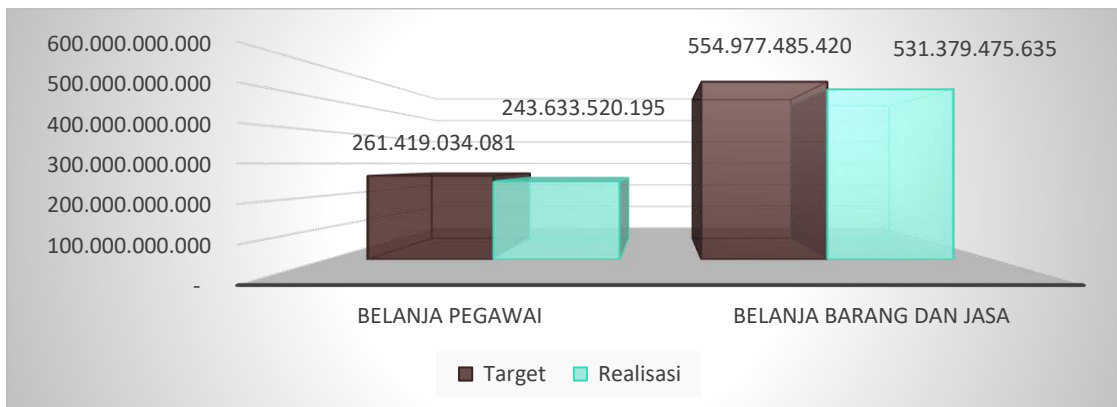 600.000.000.000
500.000.000.000
400.000.000.000
300.000.000.000
200.000.000.000
100.000.000.000
-
554.977.485.420
531.379.475.635
243.633.520.195
261.419.034.081
BELANJA PEGAWAI
BELANJA BARANG DAN JASA
Target
Realisasi